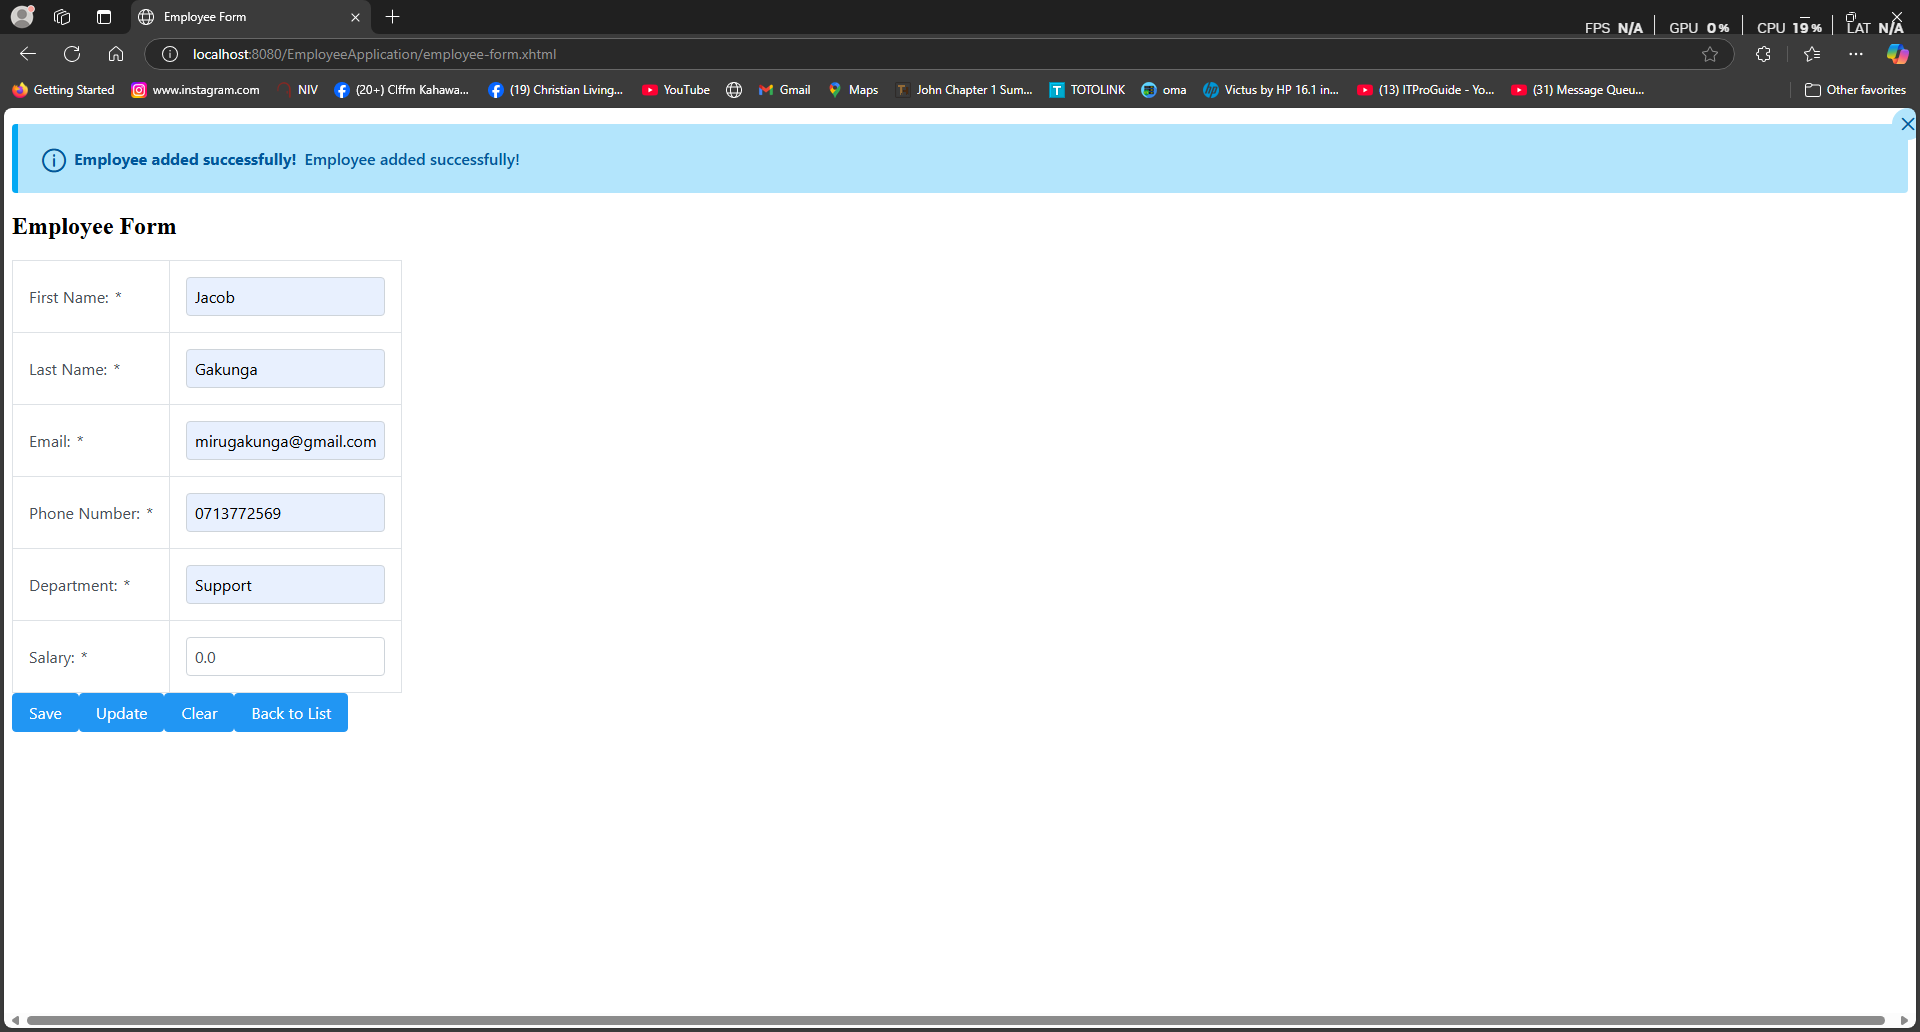 Employee Form
FPS N/A GPU 0% CPU 19% LAT N/A
localhost:8080/EmployeeApplication/employee-form.xhtml
Getting Started www.instagram.com NIV (20+) Clffm Kahawa... (19) Christian Living... YouTube Gmail Maps T John Chapter 1 Sum... T TOTOLINK oma Victus by HP 16.1 in... (13) ITProGuide - Yo... (31) Message Queu... Other favorites
Employee added successfully! Employee added successfully!
Employee Form
First Name: * Jacob
Last Name: * Gakunga
Email: * mirugakunga@gmail.com
Phone Number: * 0713772569
Department: * Support
Salary: * 0.0
Save Update Clear Back to List